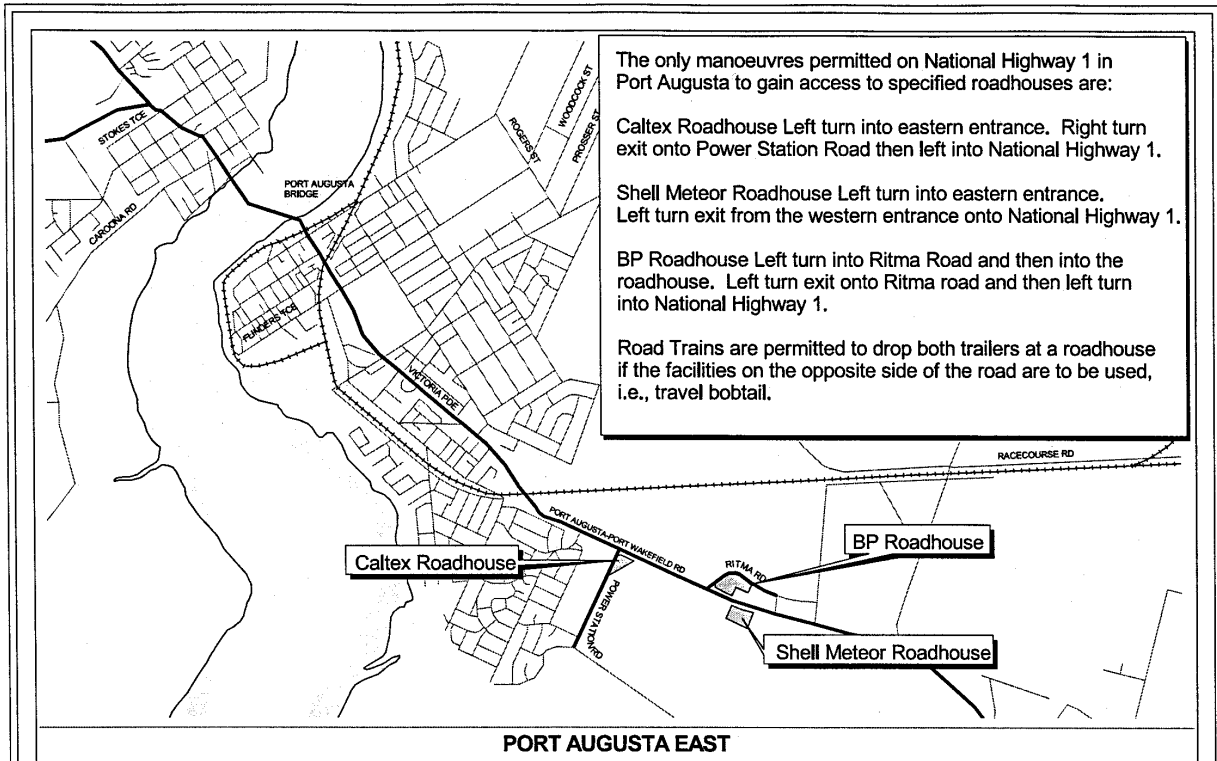 The only manoeuvres permitted on National Highway 1 in
Port Augusta to gain access to specified roadhouses are:
Caltex Roadhouse Left turn into eastern entrance.  Right turn
exit onto Power Station Road then left into National Highway 1.
Shell Meteor Roadhouse Left turn into eastern entrance.
Left turn exit from the western entrance onto National Highway 1.
BP Roadhouse Left turn into Ritma Road and then into the
roadhouse.  Left turn exit onto Ritma road and then left turn
into National Highway 1.
Road Trains are permitted to drop both trailers at a roadhouse
if the facilities on the opposite side of the road are to be used,
i.e., travel bobtail.
STOKES TCE
CAROONA RD
PORT AUGUSTA
BRIDGE
ROGERS ST
WOODCOCK ST
PROSSER ST
FLINDERS TCE
VICTORIA PDE
RACECOURSE RD
PORT AUGUSTA-PORT WAKEFIELD RD
Caltex Roadhouse
POWER STATION RD
RITMA RD
BP Roadhouse
Shell Meteor Roadhouse
PORT AUGUSTA EAST